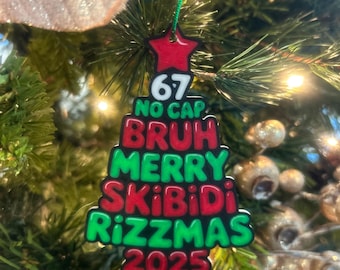 67
NO CAP
BRUH
MERRY
SKiBiDi
RiZZMAS
2025